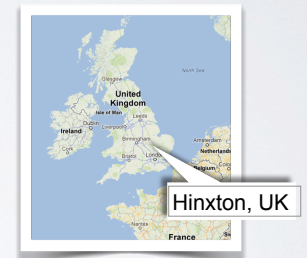 Glasgow
North Sea
United
Kingdom
Isle of Man
Leeds
Dublin
Liverpool
Ireland
Cork
Birmingham
Amsterdam
Netherlands
Bristol
London
Belgium
Hinxton, UK
Nantes
France